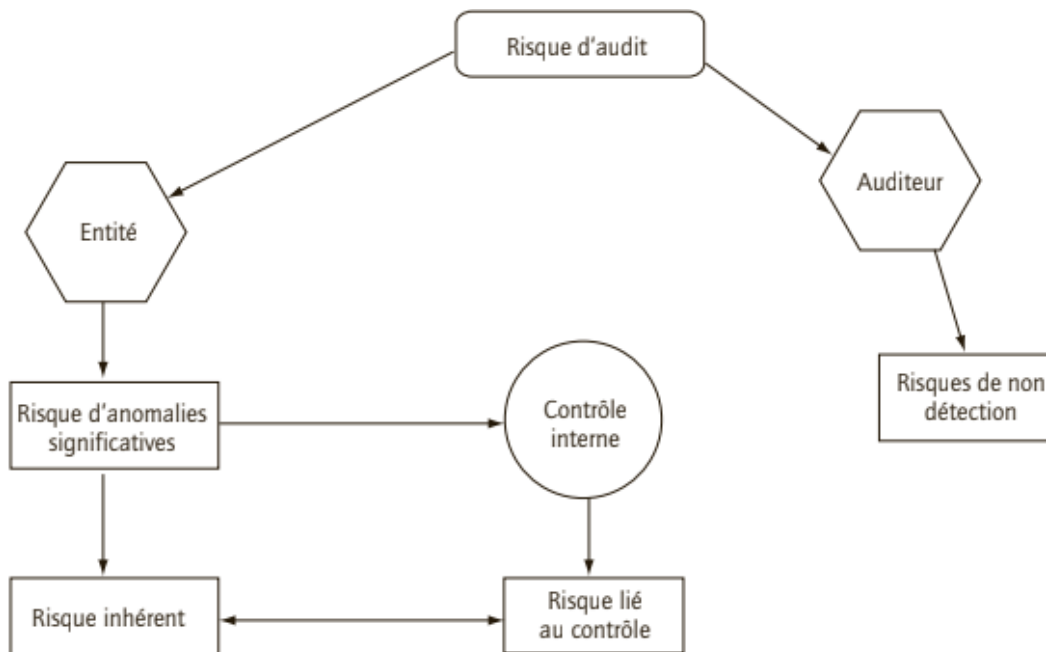 Risque d'audit
Auditeur
Entité
Risques de non
détection
Risque d'anomalies
significatives
Contrôle
interne
Risque inhérent
Risque lié
au contrôle